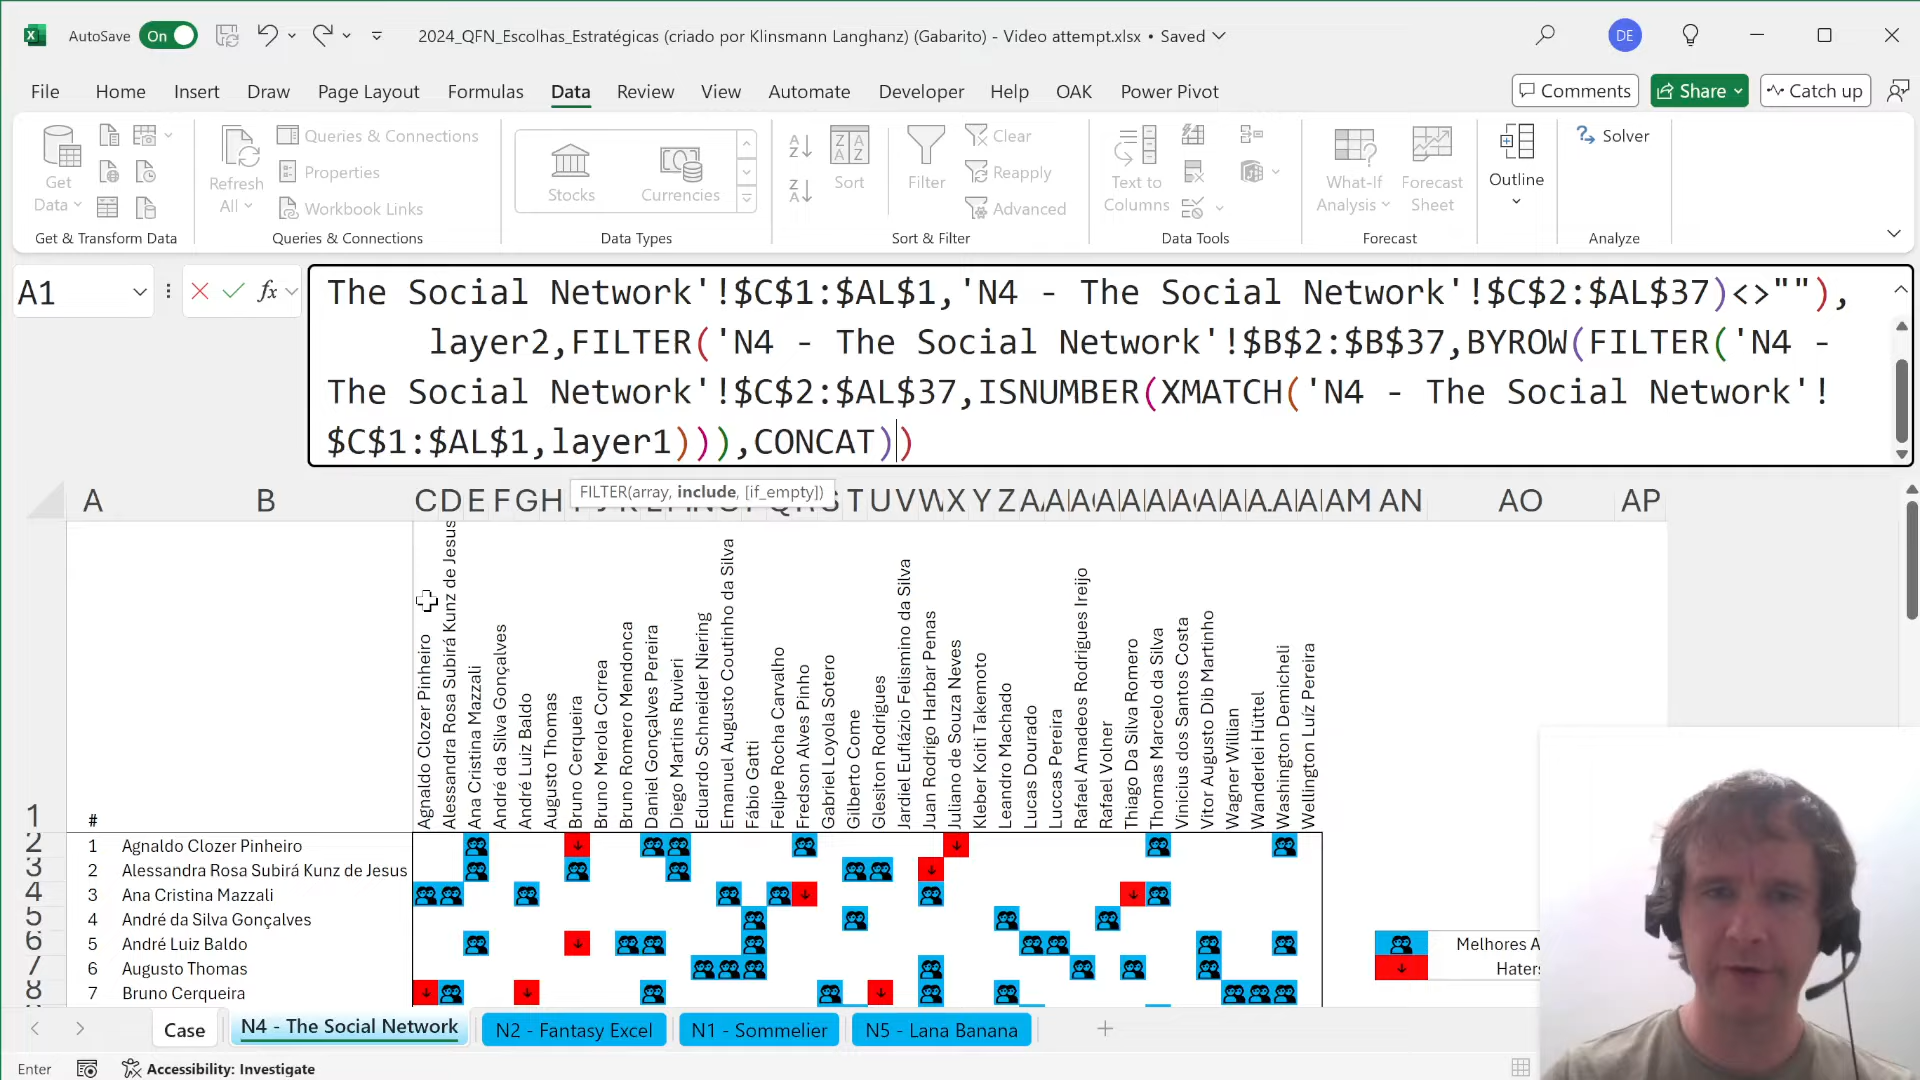 AutoSave On 2024_QFN_Escolhas_Estratégicas (criado por Klinsmann Langhanz) (Gabarito) - Video attempt.xlsx • Saved DE
File Home Insert Draw Page Layout Formulas Data Review View Automate Developer Help OAK Power Pivot Comments Share Catch up
Get Data
Refresh All
Queries & Connections
Properties
Workbook Links
Stocks
Currencies
Sort
Filter
Clear
Reapply
Advanced
Text to Columns
What-If Analysis
Forecast Sheet
Outline
Solver
Get & Transform Data Queries & Connections Data Types Sort & Filter Data Tools Forecast Analyze
A1 fx
The Social Network'!$C$1:$AL$1,'N4 - The Social Network'!$C$2:$AL$37)<>""),
layer2,FILTER('N4 - The Social Network'!$B$2:$B$37,BYROW(FILTER('N4 -
The Social Network'!$C$2:$AL$37,ISNUMBER(XMATCH('N4 - The Social Network'!
$C$1:$AL$1,layer1))),CONCAT))
FILTER(array, include, [if_empty])
A B C D E F G H T U V W X Y Z AM AN AO AP
Agnaldo Clozer Pinheiro
Alessandra Rosa Subirá Kunz de Jesus
Ana Cristina Mazzali
André da Silva Gonçalves
André Luiz Baldo
Augusto Thomas
Bruno Cerqueira
Bruno Merola Correa
Bruno Romero Mendonca
Daniel Gonçalves Pereira
Diego Martins Ruvieri
Eduardo Schneider Niering
Emanuel Augusto Coutinho da Silva
Fábio Gatti
Felipe Rocha Carvalho
Fredson Alves Pinho
Gabriel Loyola Sotero
Gilberto Come
Glesiton Rodrigues
Jardiel Euflázio Felismino da Silva
Juan Rodrigo Harbar Penas
Juliano de Souza Neves
Kleber Koiti Takemoto
Leandro Machado
Lucas Dourado
Luccas Pereira
Rafael Amadeos Rodrigues Ireijo
Rafael Volner
Thiago Da Silva Romero
Thomas Marcelo da Silva
Vinicius dos Santos Costa
Vitor Augusto Dib Martinho
Wagner Willian
Wanderlei Hüttel
Washington Demicheli
Wellington Luíz Pereira
1 #
2 1 Agnaldo Clozer Pinheiro
3 2 Alessandra Rosa Subirá Kunz de Jesus
4 3 Ana Cristina Mazzali
5 4 André da Silva Gonçalves
6 5 André Luiz Baldo
7 6 Augusto Thomas
8 7 Bruno Cerqueira
Melhores A
Haters
Case N4 - The Social Network N2 - Fantasy Excel N1 - Sommelier N5 - Lana Banana
Enter Accessibility: Investigate